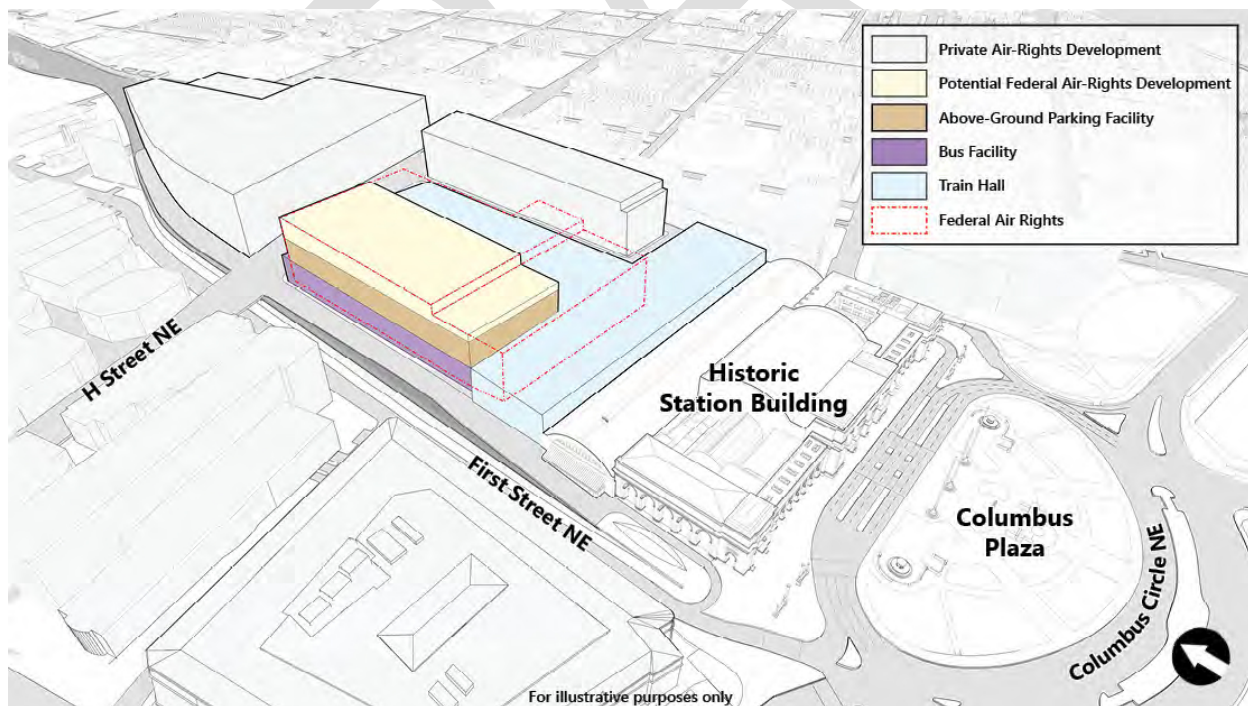 Private Air-Rights Development
Potential Federal Air-Rights Development
Above-Ground Parking Facility
Bus Facility
Train Hall
Federal Air Rights
H Street NE
Historic
Station Building
First Street NE
Columbus
Plaza
Columbus Circle NE
For illustrative purposes only